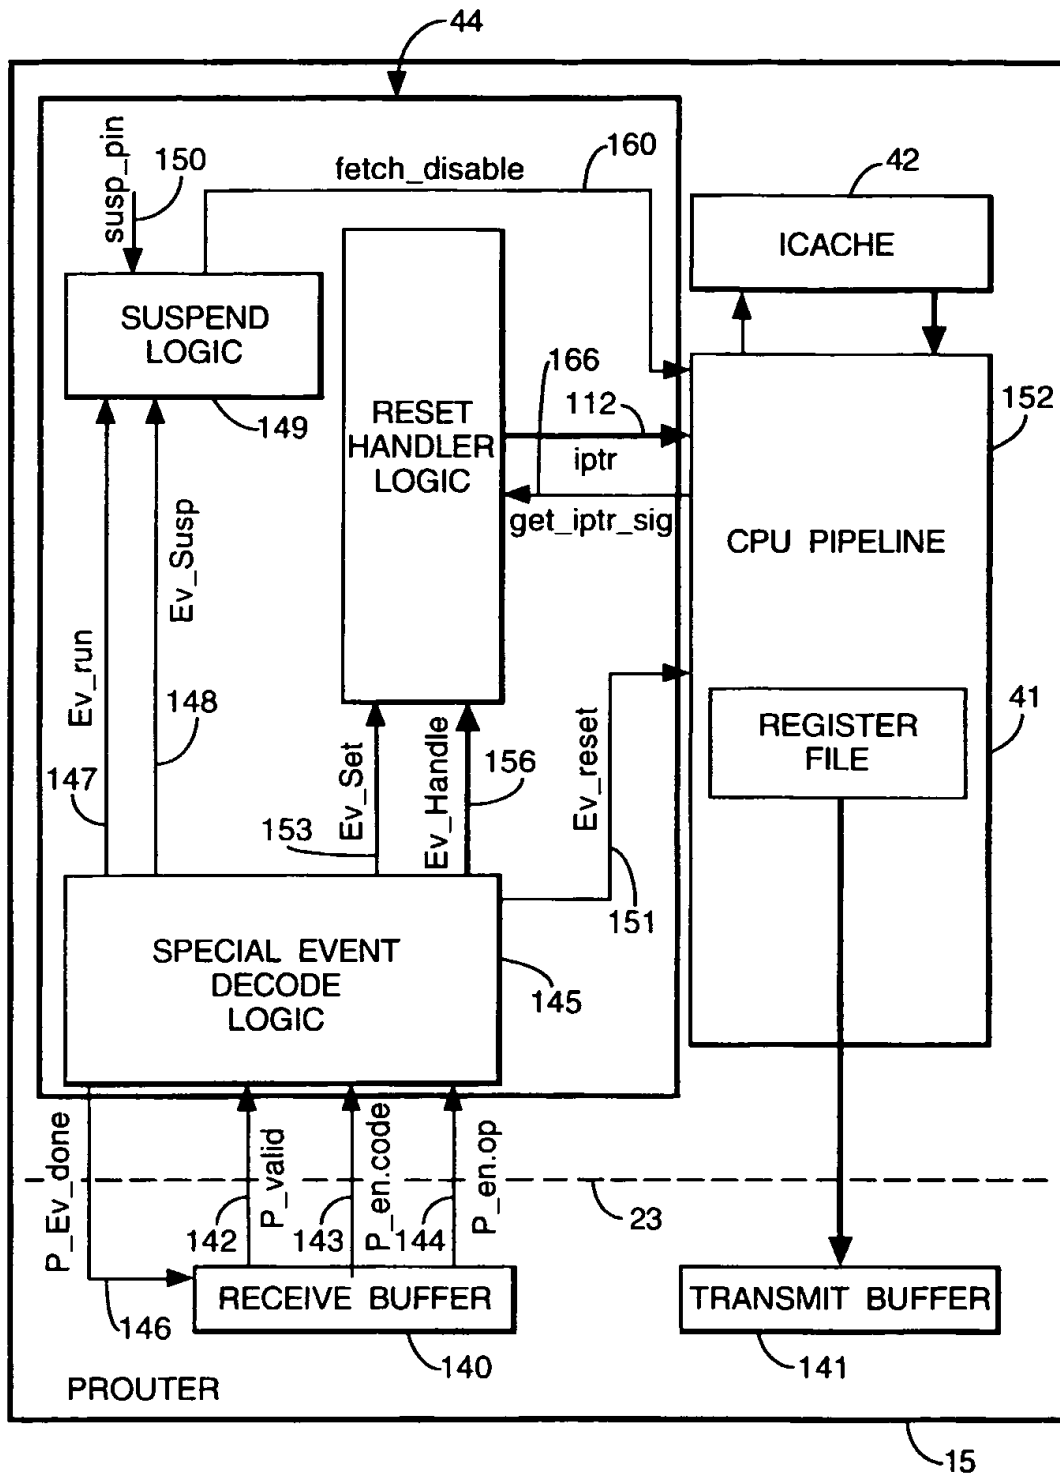 44
susp_pin
150
fetch_disable
160
42
ICACHE
SUSPEND
LOGIC
149
RESET
HANDLER
LOGIC
166
112
iptr
get_iptr_sig
152
CPU PIPELINE
Ev_run
Ev_Susp
147
148
Ev_Set
153
Ev_Handle
156
Ev_reset
151
REGISTER
FILE
41
SPECIAL EVENT
DECODE
LOGIC
145
P_Ev_done
142
P_valid
143
P_en.code
144
P_en.op
23
146
RECEIVE BUFFER
140
TRANSMIT BUFFER
141
PROUTER
15